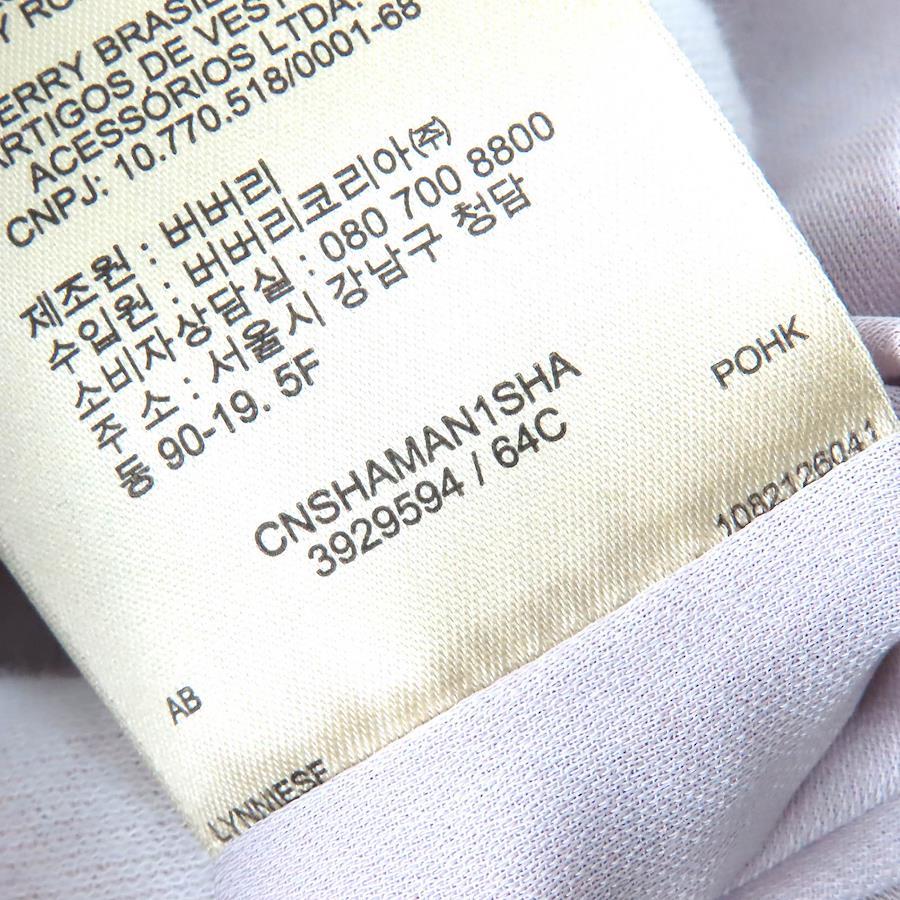 Y RO
ERRY BRASIL
ARTIGOS DE VEST
ACESSÓRIOS LTDA.
CNPJ: 10.770.518/0001-68
제조원 : 버버리
수입원 : 버버리코리아(주)
소비자상담실 : 080 700 8800
주 소 : 서울시 강남구 청담
동 90-19. 5F
CNSHAMAN1SHA
3929594 / 64C
POHK
1082126041
AB
LYNNIESF